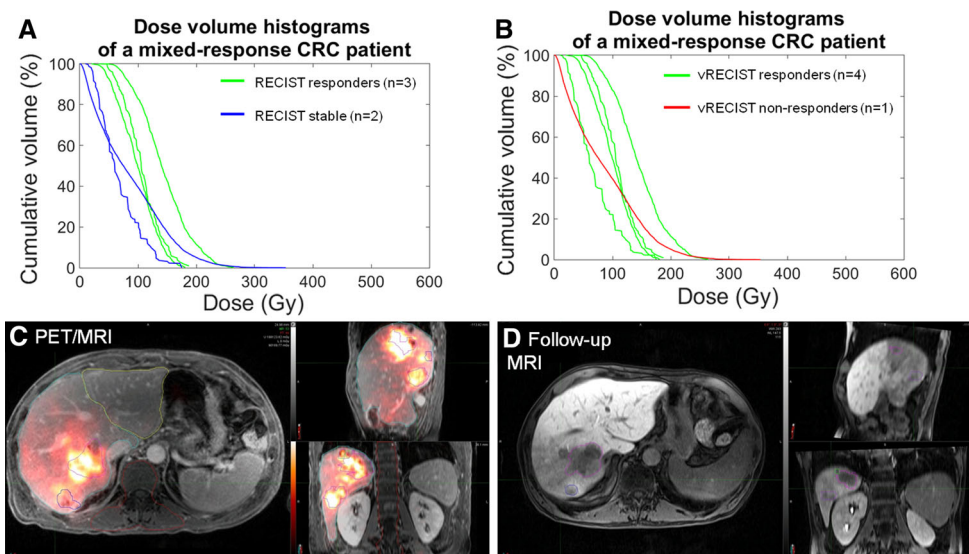 A
Dose volume histograms
of a mixed-response CRC patient
Cumulative volume (%)
100
80
60
40
20
0
RECIST responders (n=3)
RECIST stable (n=2)
0 100 200 300 400 500 600
Dose (Gy)
B
Dose volume histograms
of a mixed-response CRC patient
Cumulative volume (%)
100
80
60
40
20
0
vRECIST responders (n=4)
vRECIST non-responders (n=1)
0 100 200 300 400 500 600
Dose (Gy)
C PET/MRI
D Follow-up
MRI